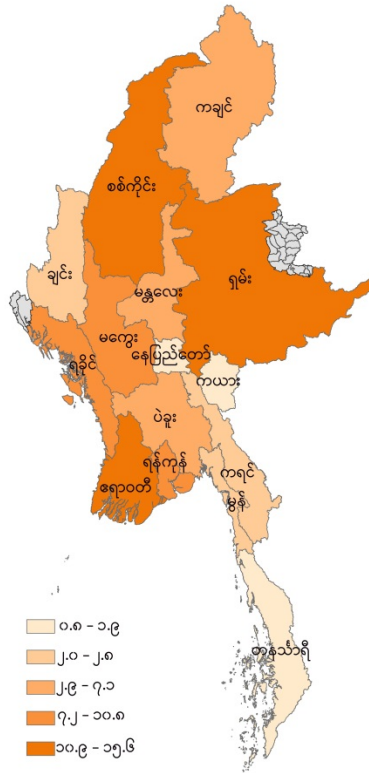 ကချင်
စစ်ကိုင်း
ချင်း
ရှမ်း
မန္တလေး
မကွေး
နေပြည်တော်
ရခိုင်
ကယား
ပဲခူး
ရန်ကုန်
ကရင်
ဧရာဝတီ
မွန်
တနင်္သာရီ
၀.၈ - ၁.၉
၂.၀ - ၂.၈
၂.၉ - ၇.၁
၇.၂ - ၁၀.၈
၁၀.၉ - ၁၅.၆